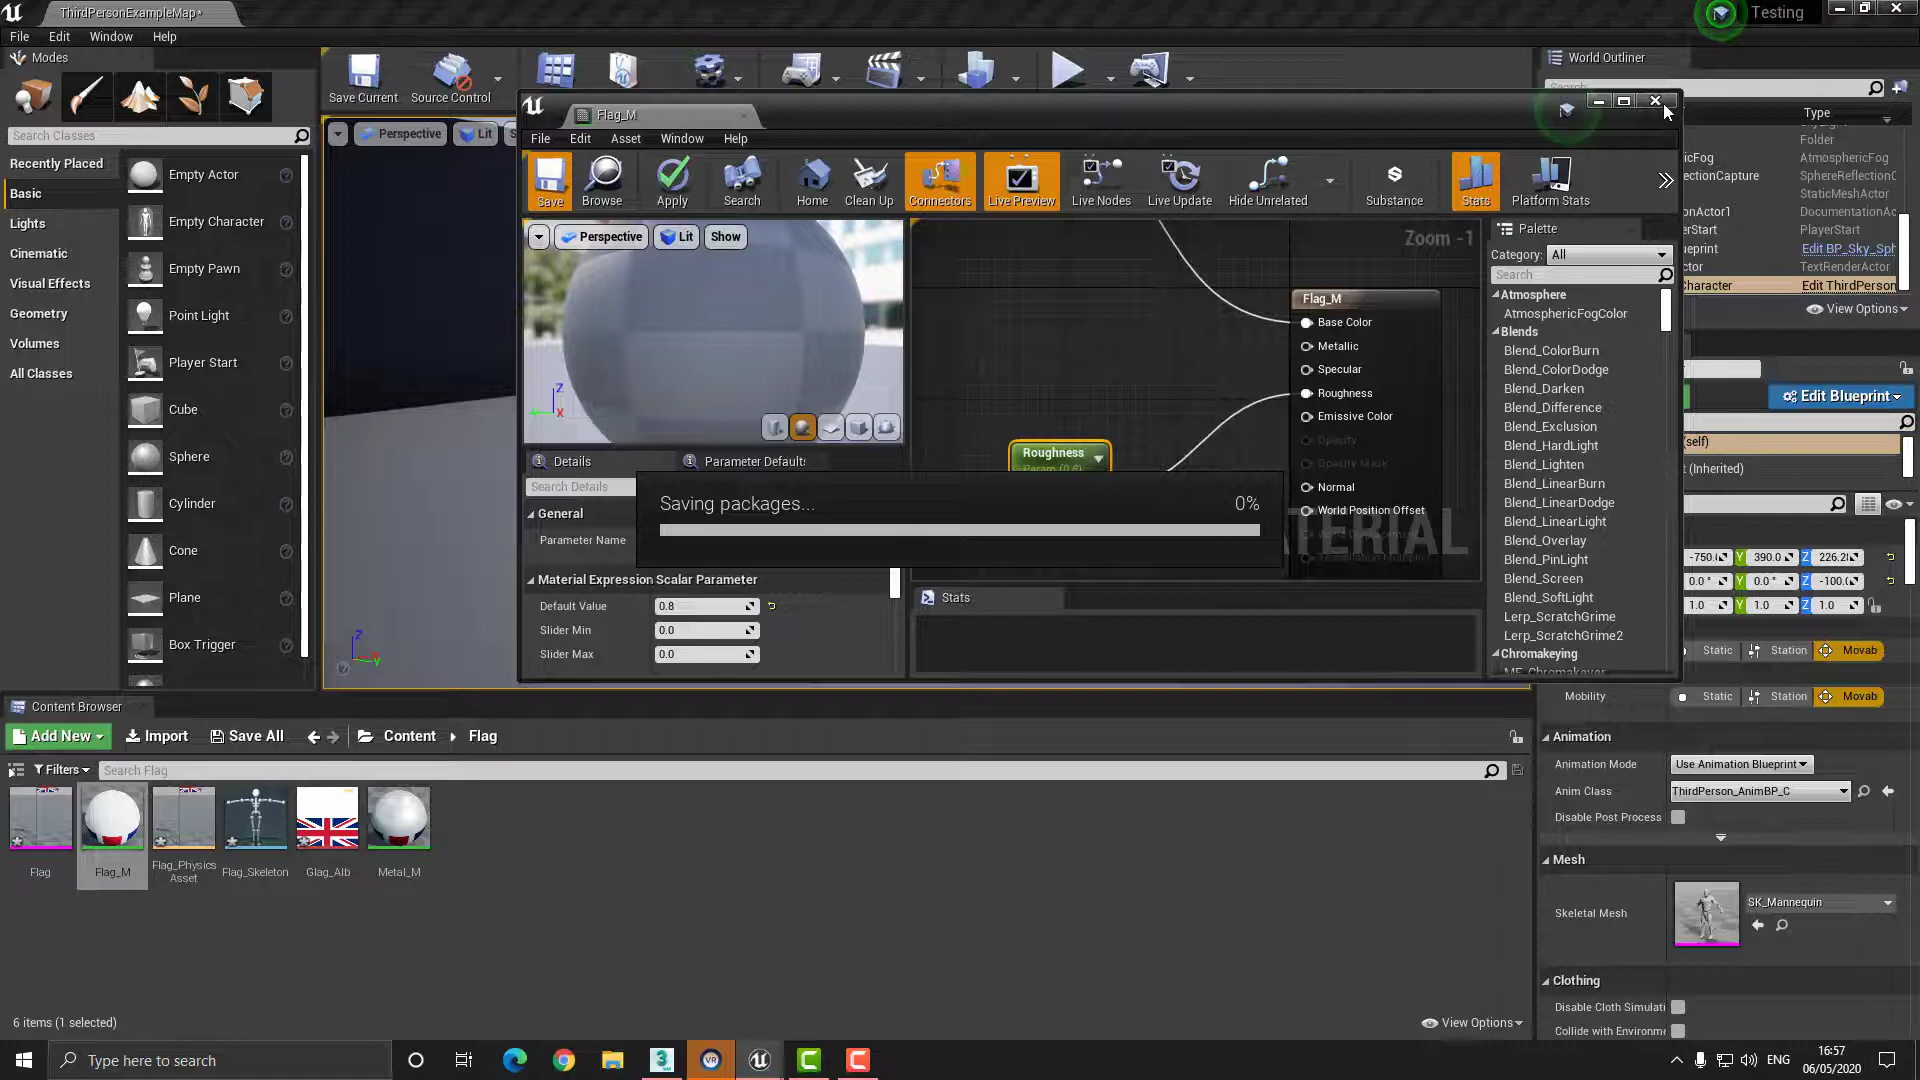 ThirdPersonExampleMap*
Testing
File Edit Window Help
Modes
Search Classes
Recently Placed
Basic
Lights
Cinematic
Visual Effects
Geometry
Volumes
All Classes
Empty Actor
Empty Character
Empty Pawn
Point Light
Player Start
Cube
Sphere
Cylinder
Cone
Plane
Box Trigger
Save Current
Source Control
Perspective
Lit
Flag_M
File Edit Asset Window Help
Save
Browse
Apply
Search
Home
Clean Up
Connectors
Live Preview
Live Nodes
Live Update
Hide Unrelated
Substance
Stats
Platform Stats
Perspective
Lit
Show
Zoom -1
Flag_M
Base Color
Metallic
Specular
Roughness
Emissive Color
Opacity
Opacity Mask
Normal
World Position Offset
Roughness
Param (0.8)
Details
Parameter Defaults
Search Details
General
Parameter Name
Saving packages...
0%
Material Expression Scalar Parameter
Default Value 0.8
Slider Min 0.0
Slider Max 0.0
Stats
Palette
Category: All
Search
Atmosphere
AtmosphericFogColor
Blends
Blend_ColorBurn
Blend_ColorDodge
Blend_Darken
Blend_Difference
Blend_Exclusion
Blend_HardLight
Blend_Lighten
Blend_LinearBurn
Blend_LinearDodge
Blend_LinearLight
Blend_Overlay
Blend_PinLight
Blend_Screen
Blend_SoftLight
Lerp_ScratchGrime
Lerp_ScratchGrime2
Chromakeying
World Outliner
Search
Type
Folder
icFog AtmosphericFog
ectionCapture SphereReflectionC
StaticMeshActor
onActor1 DocumentationAc
erStart PlayerStart
eprint Edit BP_Sky_Sph
ctor TextRenderActor
Character Edit ThirdPerson
View Options
Edit Blueprint
(self)
(Inherited)
-750.( Y 390.0 Z 226.2
0.0 ° Y 0.0 ° Z -100.(
1.0 Y 1.0 Z 1.0
Static Station Movab
Mobility Static Station Movab
Animation
Animation Mode Use Animation Blueprint
Anim Class ThirdPerson_AnimBP_C
Disable Post Process
Mesh
Skeletal Mesh SK_Mannequin
Clothing
Disable Cloth Simulati
Collide with Environme
Content Browser
Add New Import Save All Content Flag
Filters Search Flag
Flag
Flag_M
Flag_Physics
Asset
Flag_Skeleton
Glag_Alb
Metal_M
6 items (1 selected)
View Options
Type here to search
ENG
16:57
06/05/2020